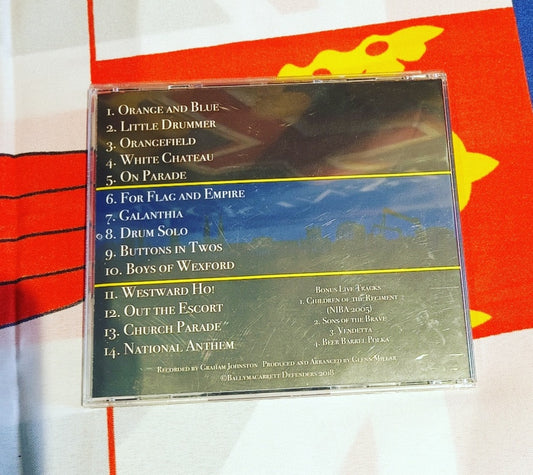 1. Orange and Blue
2. Little Drummer
3. Orangefield
4. White Chateau
5. On Parade
6. For Flag and Empire
7. Galanthia
8. Drum Solo
9. Buttons in Twos
10. Boys of Wexford
11. Westward Ho!
12. Out the Escort
13. Church Parade
14. National Anthem
Bonus Live Tracks
1. Children of the Regiment
(NIBA 2005)
2. Sons of the Brave
3. Vendetta
4. Beer Barrel Polka
Recorded by Graham Johnston Produced and Arranged by Glenn Millar
©Ballymacarrett Defenders 2018